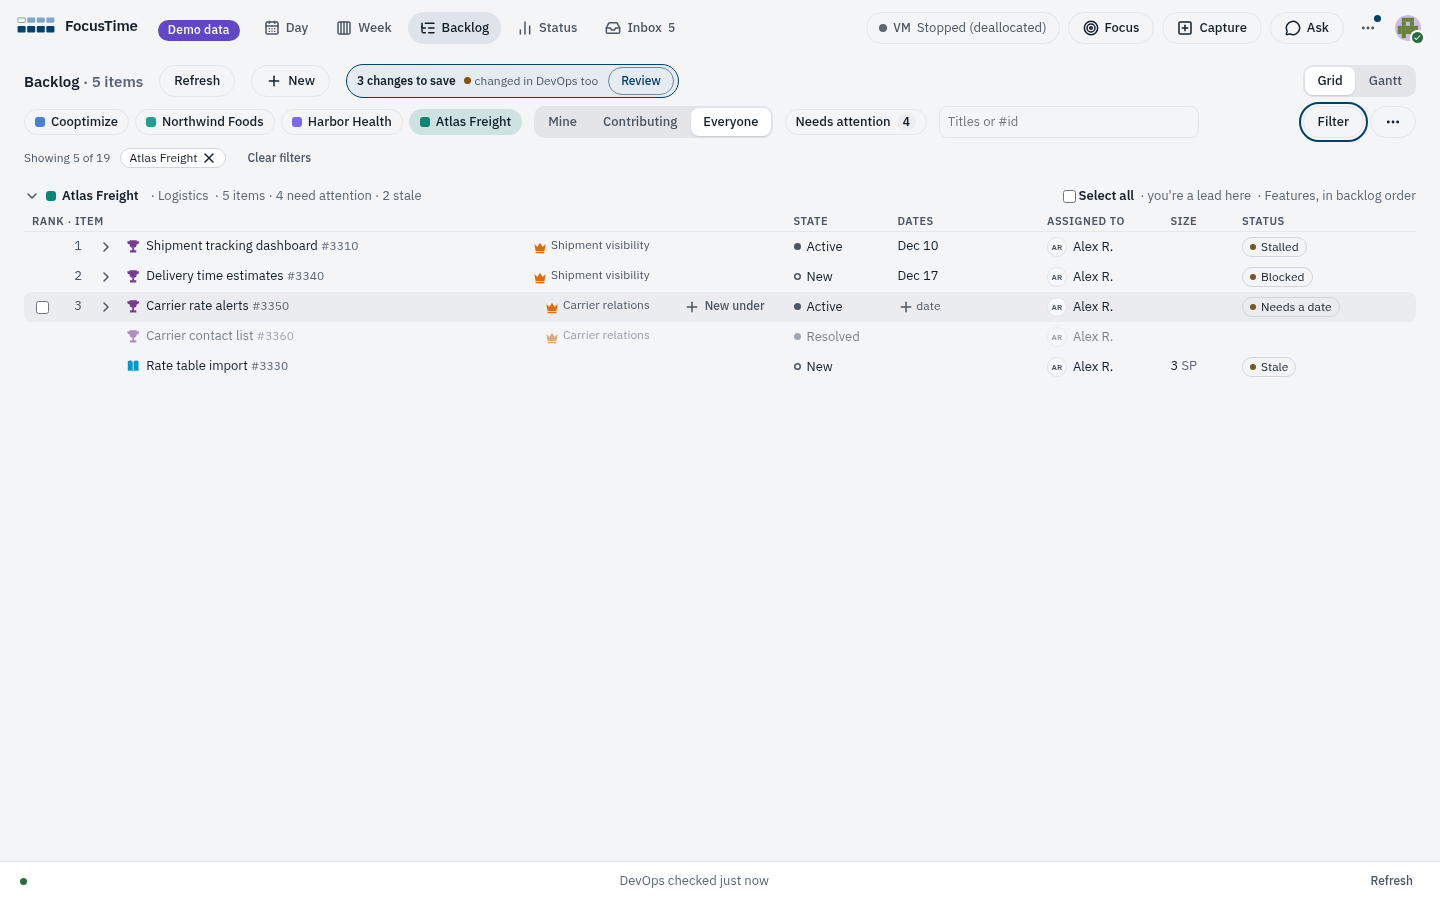 FocusTime
Demo data
Day
Week
Backlog
Status
Inbox 5
VM Stopped (deallocated)
Focus
Capture
Ask
Backlog · 5 items
Refresh
New
3 changes to save
changed in DevOps too
Review
Grid
Gantt
Cooptimize
Northwind Foods
Harbor Health
Atlas Freight
Mine
Contributing
Everyone
Needs attention 4
Titles or #id
Filter
Showing 5 of 19
Atlas Freight
Clear filters
Atlas Freight · Logistics · 5 items · 4 need attention · 2 stale
Select all · you're a lead here · Features, in backlog order
RANK · ITEM STATE DATES ASSIGNED TO SIZE STATUS
1 Shipment tracking dashboard #3310 Shipment visibility Active Dec 10 AR Alex R. Stalled
2 Delivery time estimates #3340 Shipment visibility New Dec 17 AR Alex R. Blocked
3 Carrier rate alerts #3350 Carrier relations New under Active date AR Alex R. Needs a date
Carrier contact list #3360 Carrier relations Resolved AR Alex R.
Rate table import #3330 New AR Alex R. 3 SP Stale
DevOps checked just now
Refresh